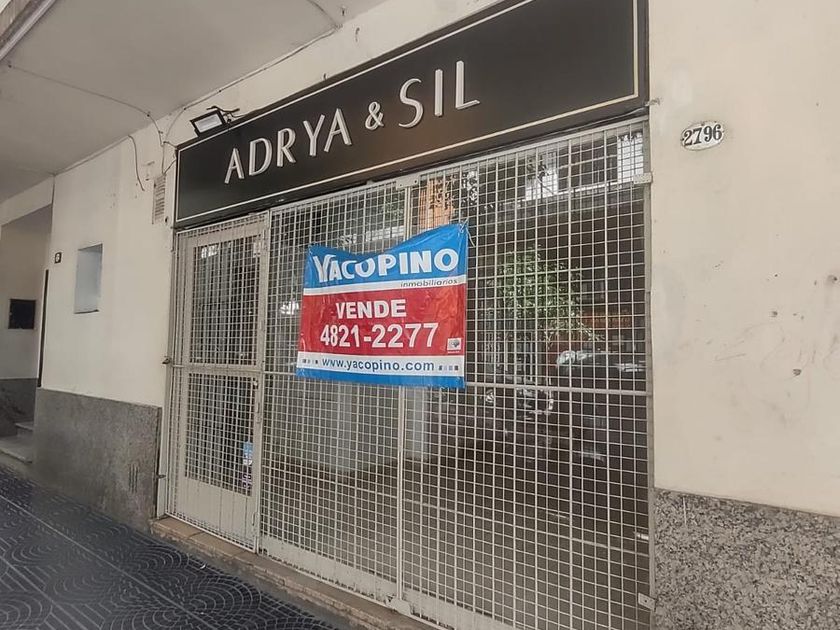 ADRYA & SIL
2796
YACOPINO
inmobiliarios
VENDE
4821-2277
www.yacopino.com